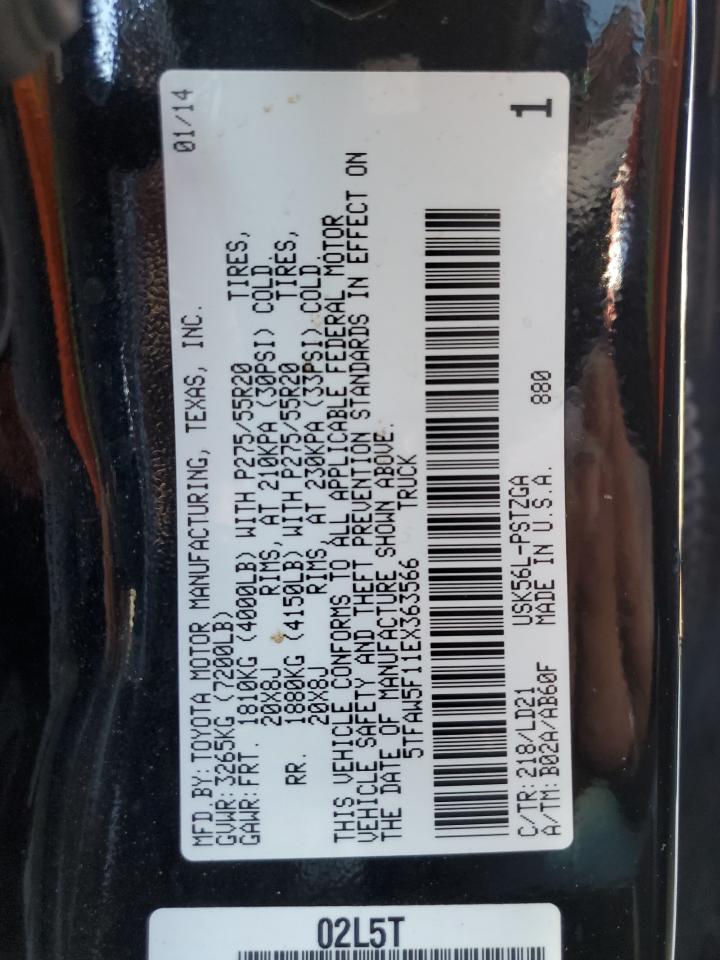 MFD.BY:TOYOTA MOTOR MANUFACTURING, TEXAS, INC. 01/14
GVWR:3265KG (7200LB)
GAWR:FRT. 1810KG (4000LB) WITH P275/55R20 TIRES,
20X8J RIMS, AT 210KPA (30PSI) COLD
RR. 1880KG (4150LB) WITH P275/55R20 TIRES,
20X8J RIMS, AT 230KPA (33PSI) COLD.
THIS VEHICLE CONFORMS TO ALL APPLICABLE FEDERAL MOTOR
VEHICLE SAFETY AND THEFT PREVENTION STANDARDS IN EFFECT ON
THE DATE OF MANUFACTURE SHOWN ABOVE.
5TFAW5F11EX363566 TRUCK
C/TR:218/LD21 USK56L-PSTZGA 1
A/TM:B02A/AB60F MADE IN U.S.A. 880
02L5T